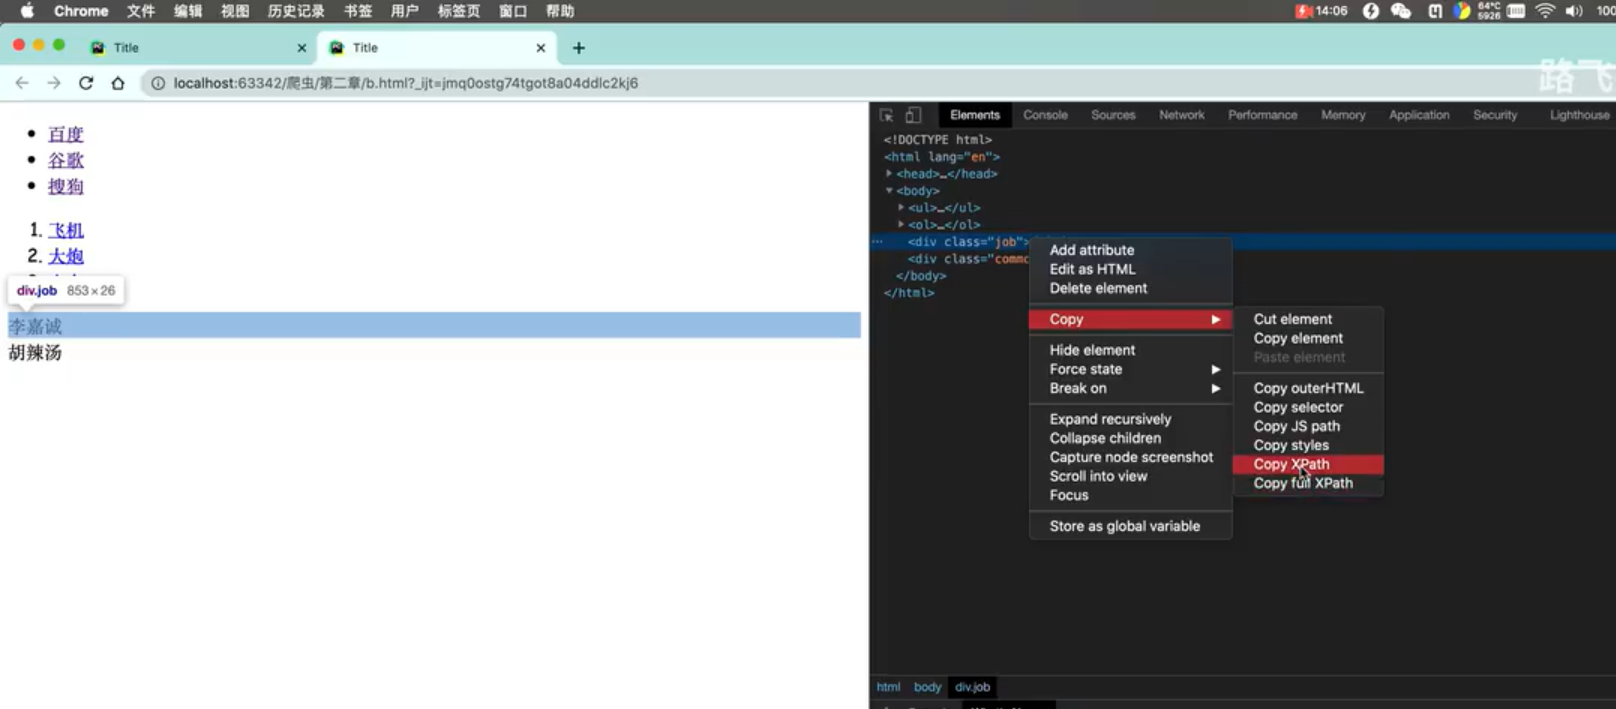 Chrome 文件 编辑 视图 历史记录 书签 用户 标签页 窗口 帮助 14:06 64°C 5926 100
Title Title
localhost:63342/爬虫/第二章/b.html?_ijt=jmq0ostg74tgot8a04ddlc2kj6
路飞
百度
谷歌
搜狗
1. 飞机
2. 大炮
div.job 853 × 26
李嘉诚
胡辣汤
Elements Console Sources Network Performance Memory Application Security Lighthouse
<!DOCTYPE html>
<html lang="en">
<head>…</head>
<body>
<ul>…</ul>
<ol>…</ol>
<div class="job">
<div class="commo
</body>
</html>
Add attribute
Edit as HTML
Delete element
Copy
Hide element
Force state
Break on
Expand recursively
Collapse children
Capture node screenshot
Scroll into view
Focus
Store as global variable
Cut element
Copy element
Paste element
Copy outerHTML
Copy selector
Copy JS path
Copy styles
Copy XPath
Copy full XPath
html body div.job